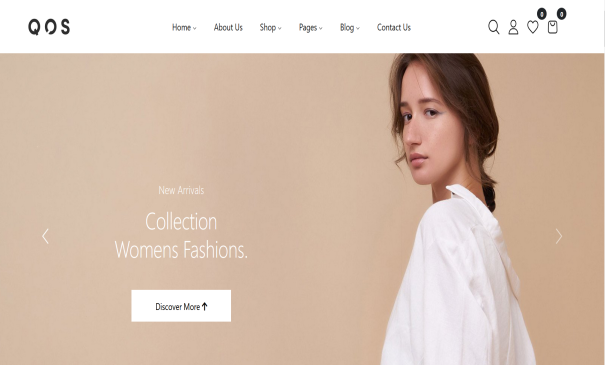 QOS
Home
About Us
Shop
Pages
Blog
Contact Us
0
0
New Arrivals
Collection
Womens Fashions.
Discover More